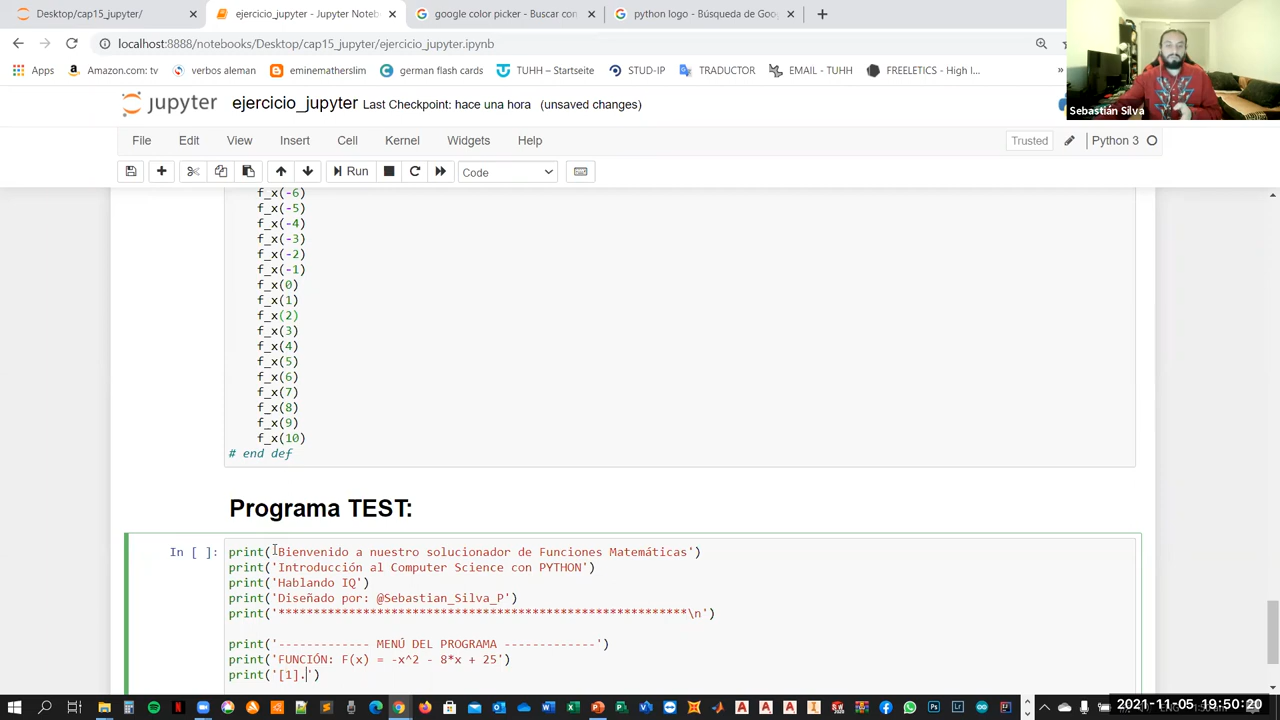 Desktop/cap15_jupyter/
ejercicio_jupyter - Jupyter Noteb
google color picker - Buscar con
python logo - Búsqueda de Goo
localhost:8888/notebooks/Desktop/cap15_jupyter/ejercicio_jupyter.ipynb
Apps
Amazon.com: tv
verbos aleman
eminematherslim
german flash cards
TUHH – Startseite
STUD-IP
TRADUCTOR
EMAIL - TUHH
FREELETICS - High I...
»
Sebastián Silva
jupyter ejercicio_jupyter Last Checkpoint: hace una hora (unsaved changes)
File Edit View Insert Cell Kernel Widgets Help
Trusted
Python 3
Run
Code
f_x(-6)
f_x(-5)
f_x(-4)
f_x(-3)
f_x(-2)
f_x(-1)
f_x(0)
f_x(1)
f_x(2)
f_x(3)
f_x(4)
f_x(5)
f_x(6)
f_x(7)
f_x(8)
f_x(9)
f_x(10)
# end def
Programa TEST:
In [ ]:
print('Bienvenido a nuestro solucionador de Funciones Matemáticas')
print('Introducción al Computer Science con PYTHON')
print('Hablando IQ')
print('Diseñado por: @Sebastian_Silva_P')
print('**********************************************************\n')
print('------------- MENÚ DEL PROGRAMA -------------')
print('FUNCIÓN: F(x) = -x^2 - 8*x + 25')
print('[1].')
2021-11-05 19:50:20